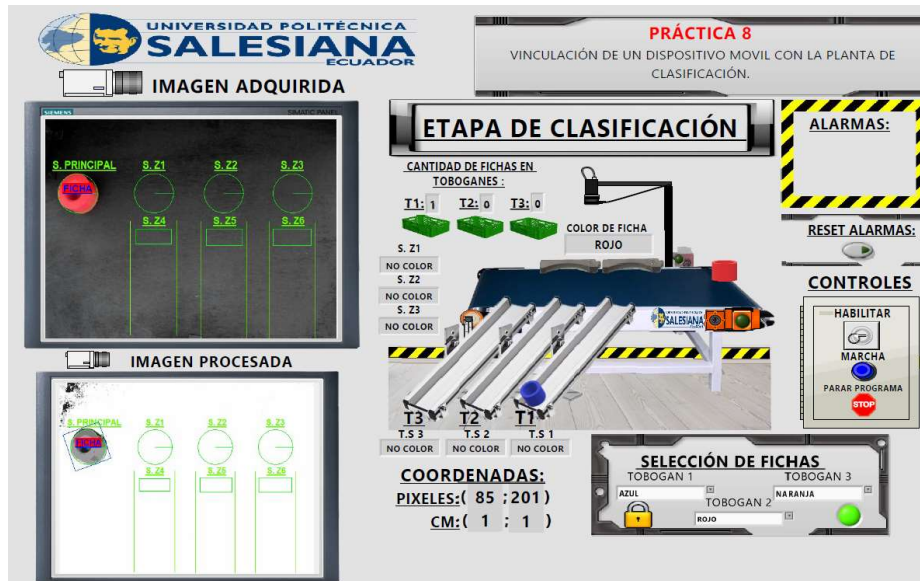 UNIVERSIDAD POLITÉCNICA
SALESIANA
ECUADOR
PRÁCTICA 8
VINCULACIÓN DE UN DISPOSITIVO MOVIL CON LA PLANTA DE
CLASIFICACIÓN.
IMAGEN ADQUIRIDA
SIEMENS
SIMATIC PANEL
S. PRINCIPAL
S. Z1
S. Z2
S. Z3
FICHA
S. Z4
S. Z5
S. Z6
ETAPA DE CLASIFICACIÓN
CANTIDAD DE FICHAS EN
TOBOGANES :
T1: 1
T2: 0
T3: 0
COLOR DE FICHA
ROJO
S. Z1
NO COLOR
S. Z2
NO COLOR
S. Z3
NO COLOR
SALESIANA
T3
T2
T1
T.S 3
T.S 2
T.S 1
NO COLOR
NO COLOR
NO COLOR
ALARMAS:
RESET ALARMAS:
CONTROLES
HABILITAR
MARCHA
PARAR PROGRAMA
STOP
IMAGEN PROCESADA
S. PRINCIPAL
S. Z1
S. Z2
S. Z3
FICHA
S. Z4
S. Z5
S. Z6
COORDENADAS:
PIXELES:( 85 ; 201 )
CM:( 1 ; 1 )
SELECCIÓN DE FICHAS
TOBOGAN 1
TOBOGAN 3
AZUL
NARANJA
TOBOGAN 2
ROJO